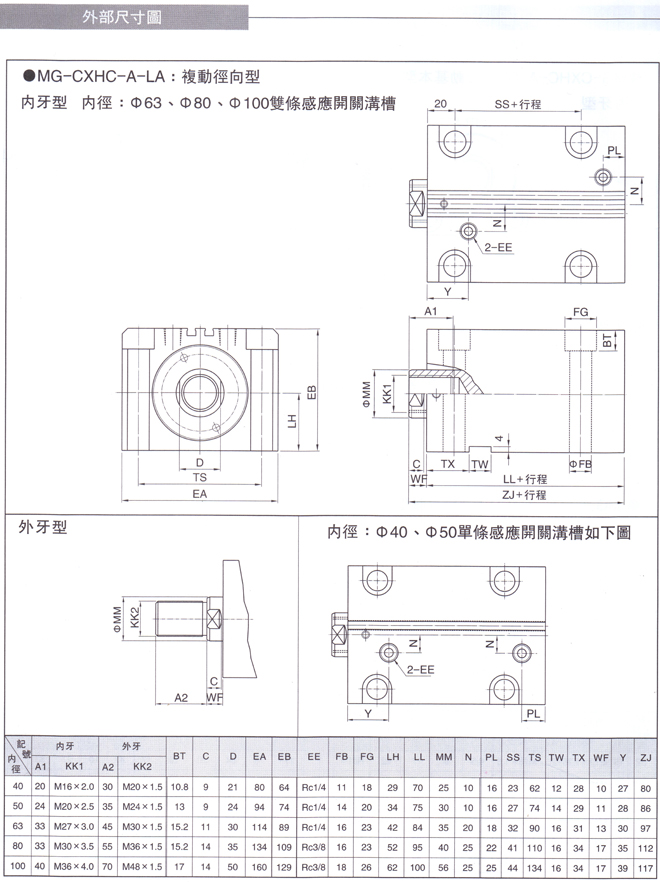 外部尺寸圖
●MG-CXHC-A-LA：複動徑向型
內牙型 內徑：Φ63、Φ80、Φ100雙條感應開關溝槽
20
SS+行程
PL
N
N
2-EE
Y
A1
FG
BT
EB
LH
ΦMM
KK1
4
D
TS
EA
C
TX
TW
ΦFB
WF
LL+行程
ZJ+行程
外牙型
內徑：Φ40、Φ50單條感應開關溝槽如下圖
ΦMM
KK2
C
A2
WF
N
N
2-EE
Y
PL
記號 內牙 外牙 BT C D EA EB EE FB FG LH LL MM N PL SS TS TW TX WF Y ZJ
內徑 A1 KK1 A2 KK2
40 20 M16×2.0 30 M20×1.5 10.8 9 21 80 64 Rc1/4 11 18 29 70 25 10 16 23 62 12 28 10 27 80
50 24 M20×2.5 35 M24×1.5 13 9 24 94 74 Rc1/4 14 20 34 75 30 10 16 27 74 14 29 11 28 86
63 33 M27×3.0 45 M30×1.5 15.2 11 30 114 89 Rc1/4 16 23 42 84 35 20 18 32 90 16 31 13 30 97
80 33 M30×3.5 55 M36×1.5 15.2 14 35 134 109 Rc3/8 16 23 52 95 40 25 22 41 110 16 34 17 35 112
100 40 M36×4.0 70 M48×1.5 17 14 50 160 129 Rc3/8 18 26 62 100 56 25 25 44 134 16 34 17 39 117